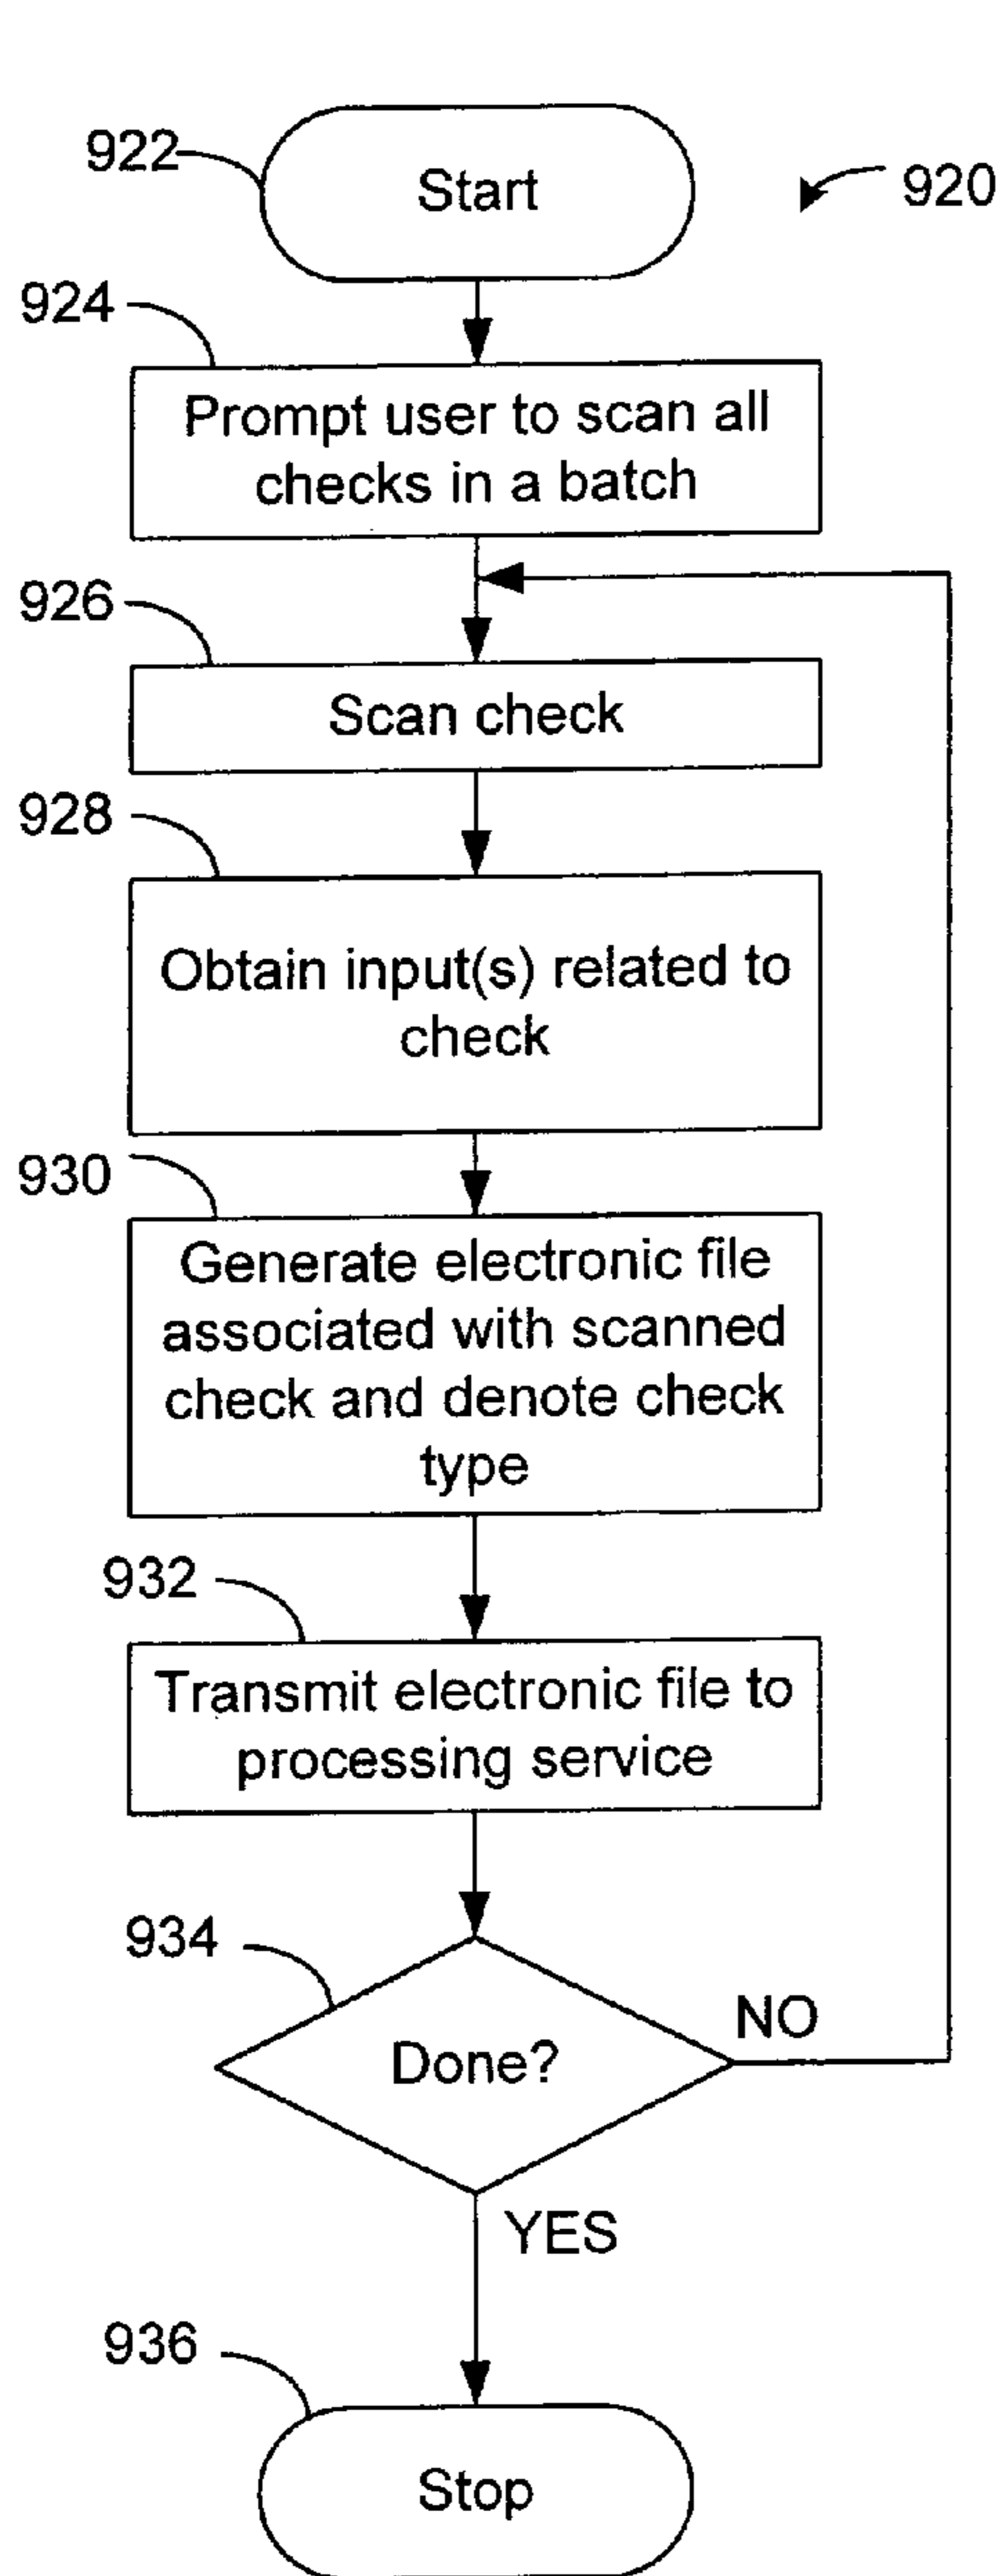 922
Start
920
924
Prompt user to scan all
checks in a batch
926
Scan check
928
Obtain input(s) related to
check
930
Generate electronic file
associated with scanned
check and denote check
type
932
Transmit electronic file to
processing service
934
Done?
NO
YES
936
Stop